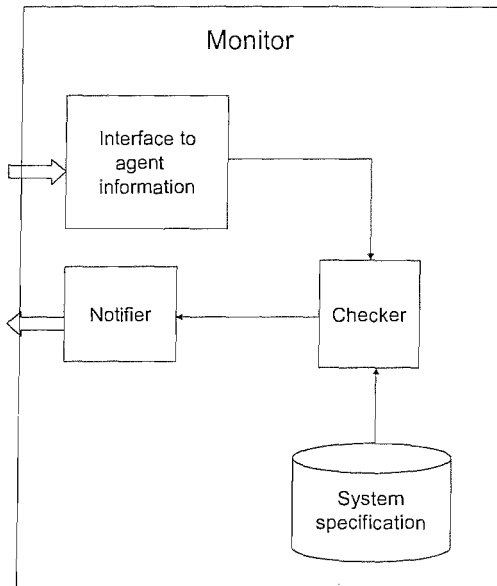 Monitor
Interface to
agent
information
Notifier
Checker
System
specification